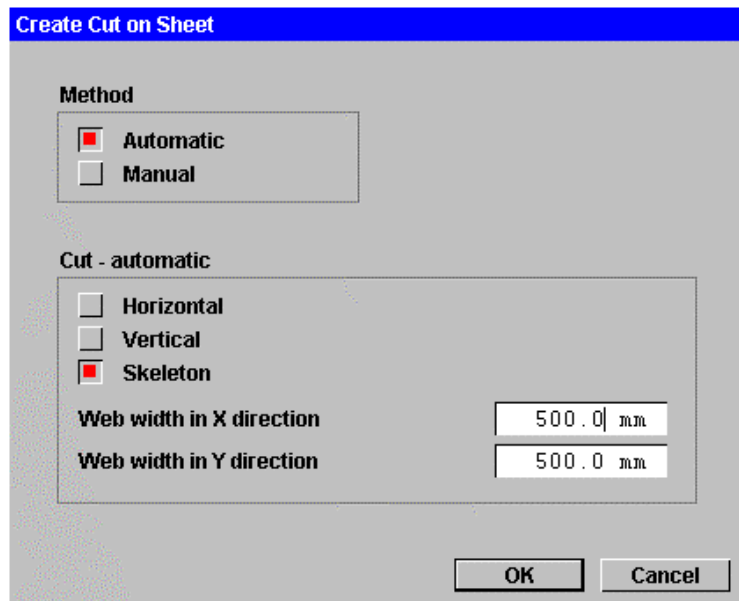 Create Cut on Sheet
Method
Automatic
Manual
Cut - automatic
Horizontal
Vertical
Skeleton
Web width in X direction 500.0 mm
Web width in Y direction 500.0 mm
OK Cancel